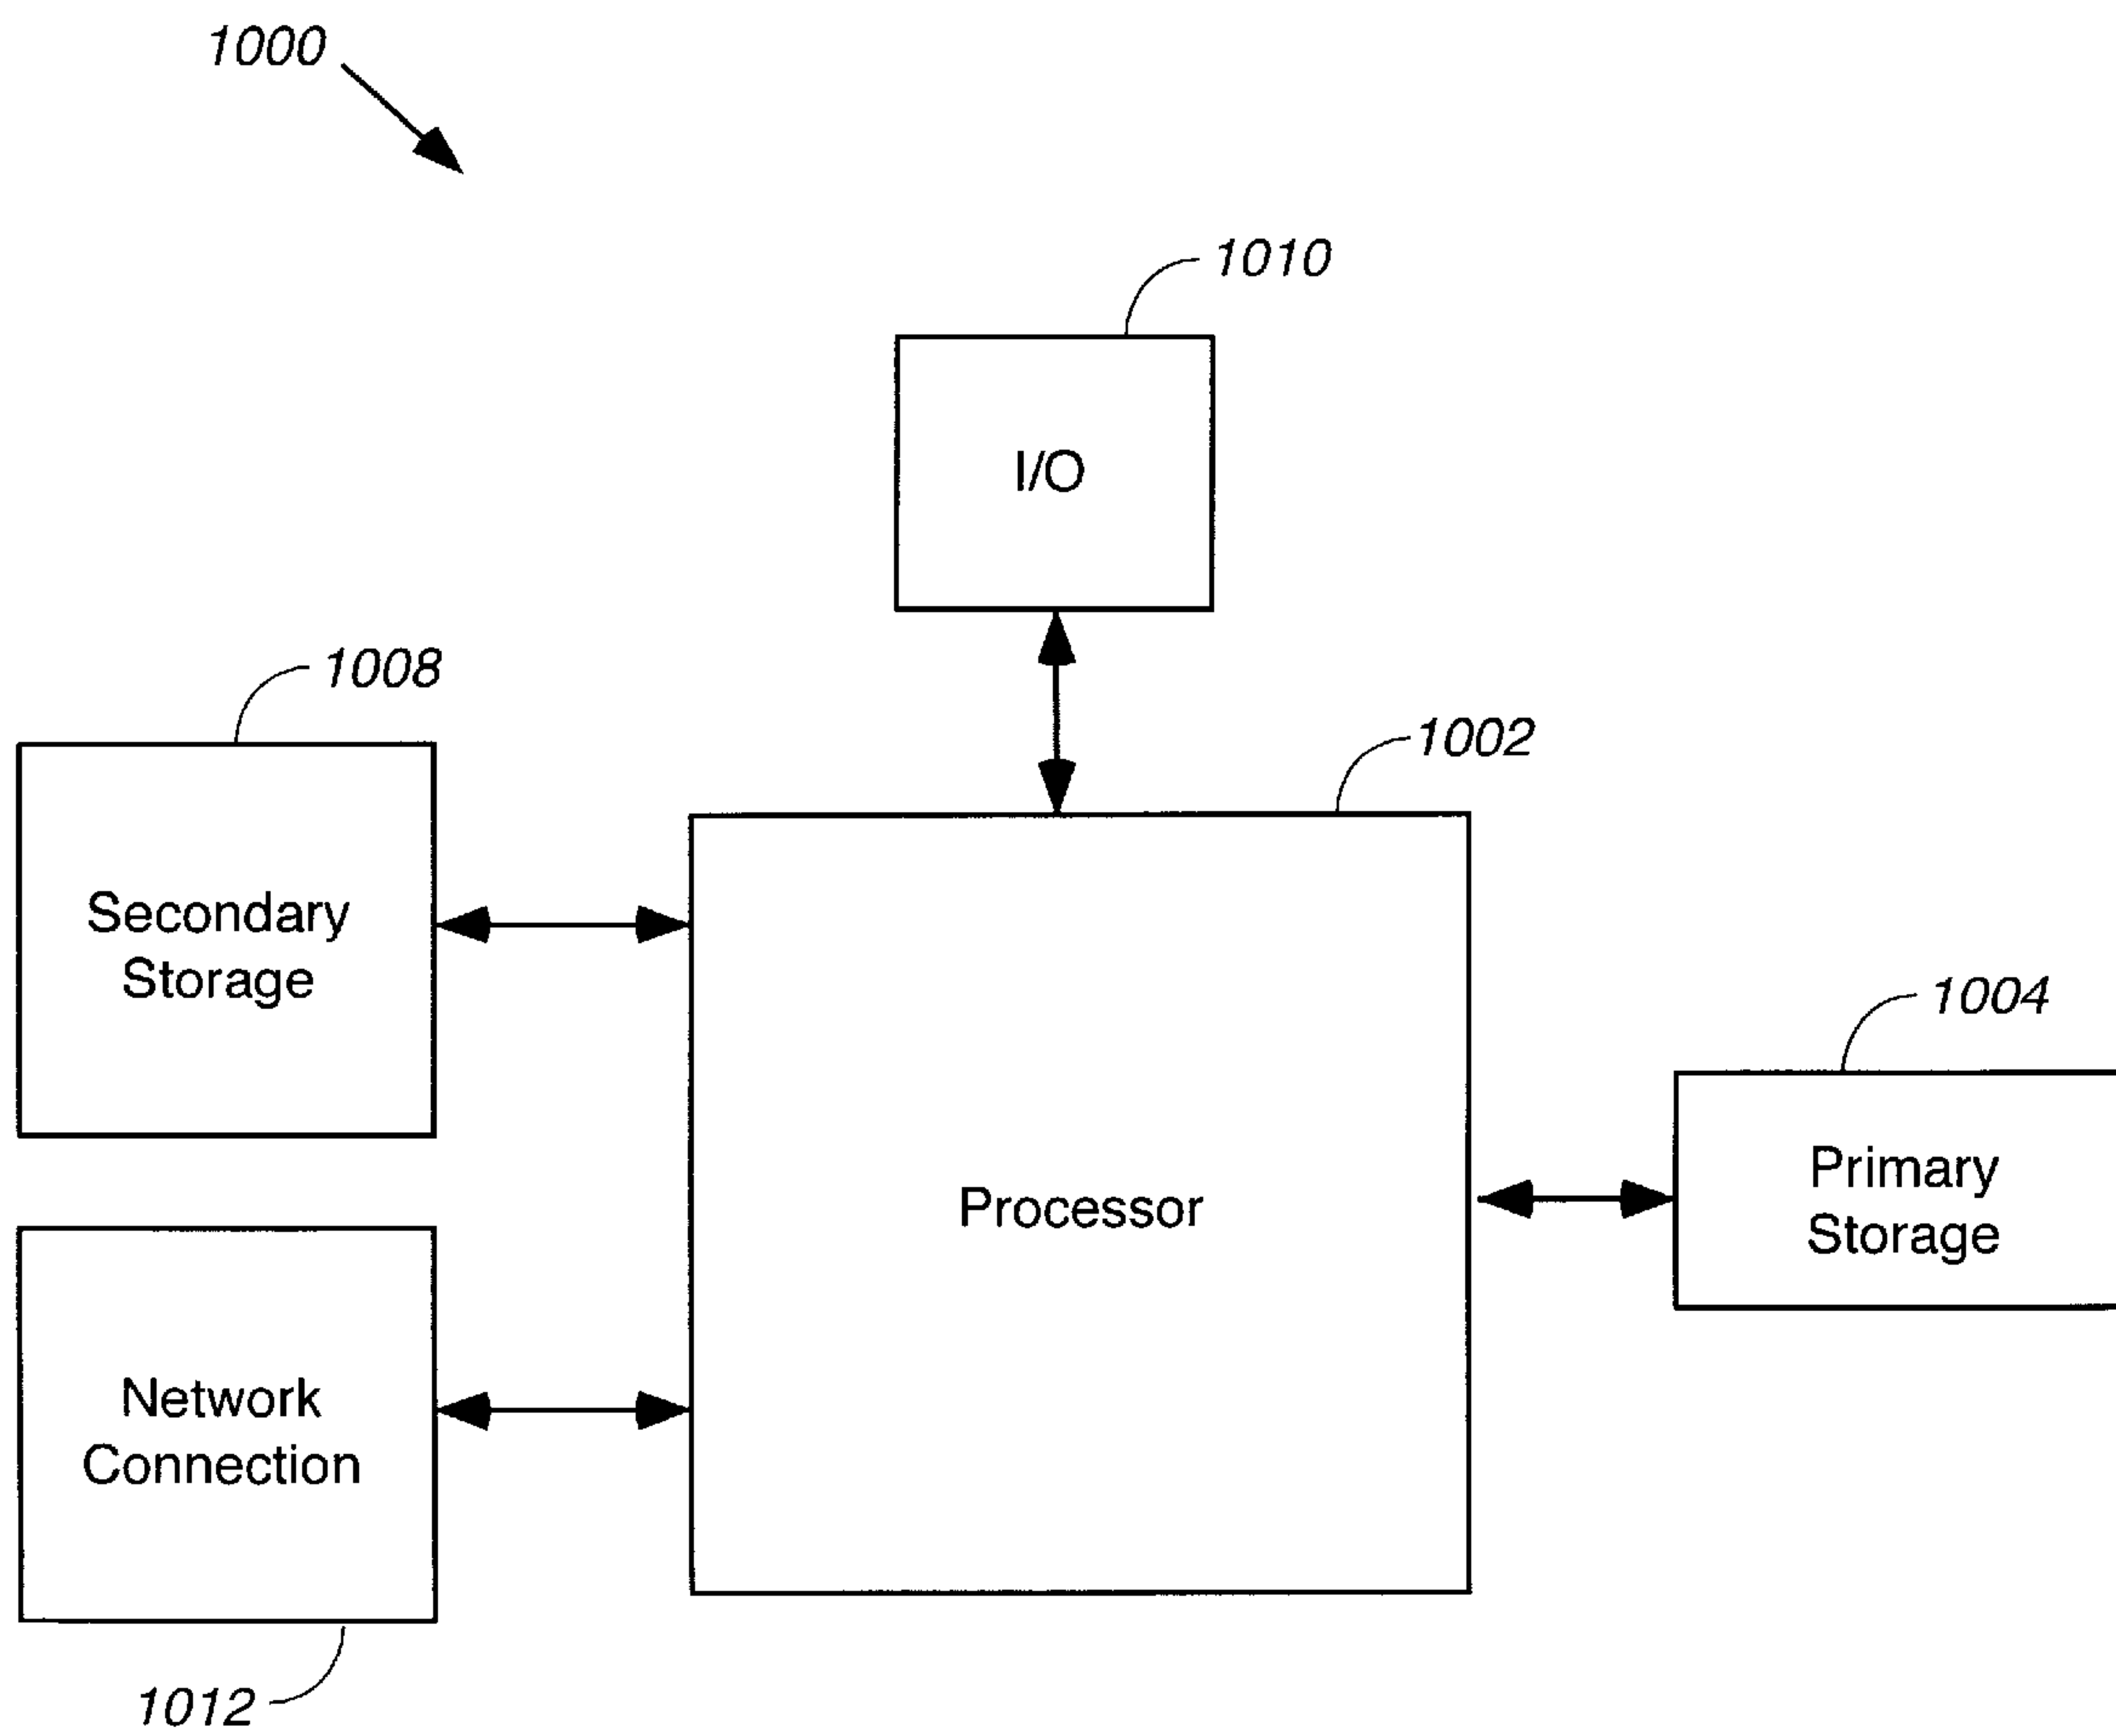 1000
1010
I/O
1008
1002
Secondary
Storage
1004
Primary
Storage
Processor
Network
Connection
1012